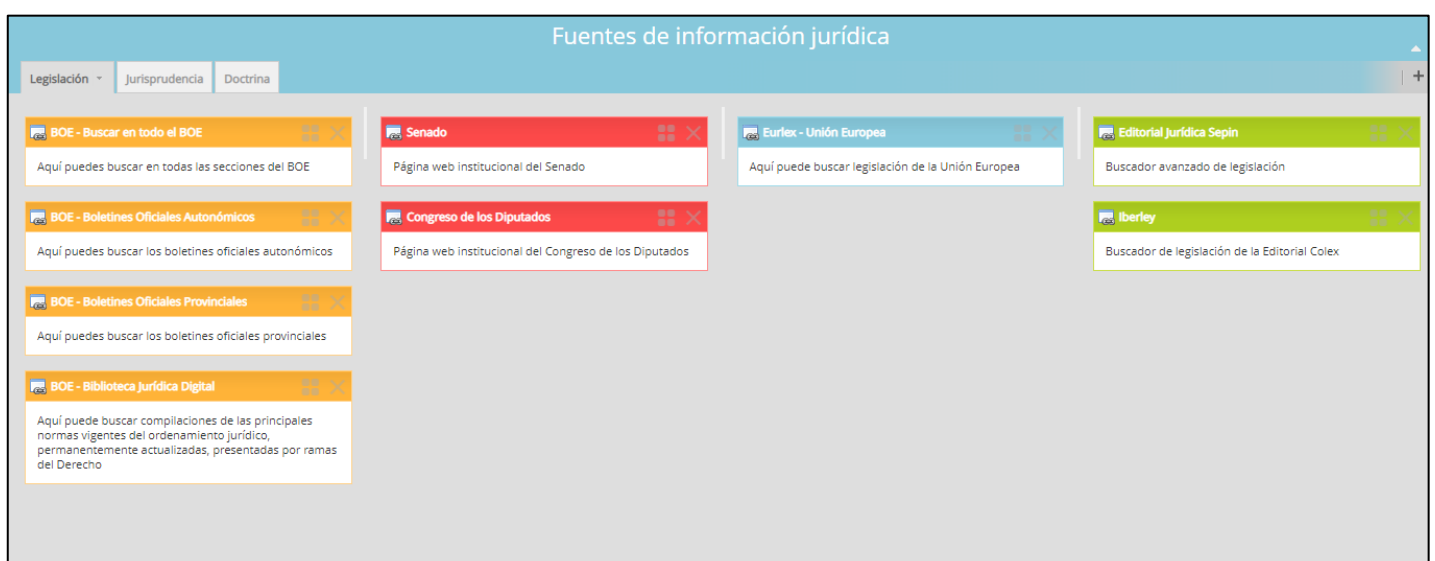 Fuentes de información jurídica
Legislación
Jurisprudencia
Doctrina
+
BOE - Buscar en todo el BOE
Aquí puedes buscar en todas las secciones del BOE
BOE - Boletines Oficiales Autonómicos
Aquí puedes buscar los boletines oficiales autonómicos
BOE - Boletines Oficiales Provinciales
Aquí puedes buscar los boletines oficiales provinciales
BOE - Biblioteca Jurídica Digital
Aquí puede buscar compilaciones de las principales
normas vigentes del ordenamiento jurídico,
permanentemente actualizadas, presentadas por ramas
del Derecho
Senado
Página web institucional del Senado
Congreso de los Diputados
Página web institucional del Congreso de los Diputados
Eurlex - Unión Europea
Aquí puede buscar legislación de la Unión Europea
Editorial Jurídica Sepin
Buscador avanzado de legislación
Iberley
Buscador de legislación de la Editorial Colex